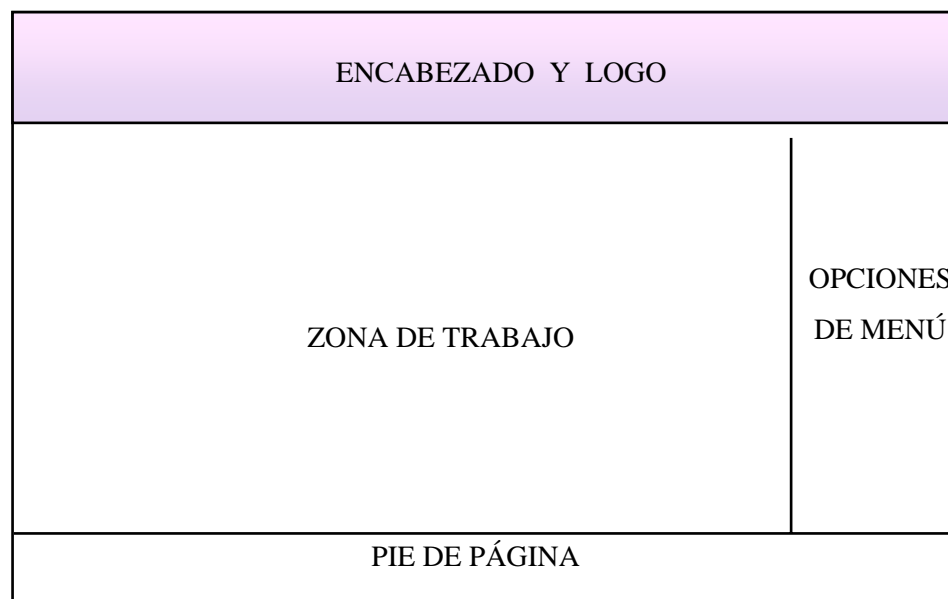 ENCABEZADO Y LOGO
OPCIONES
DE MENÚ
ZONA DE TRABAJO
PIE DE PÁGINA